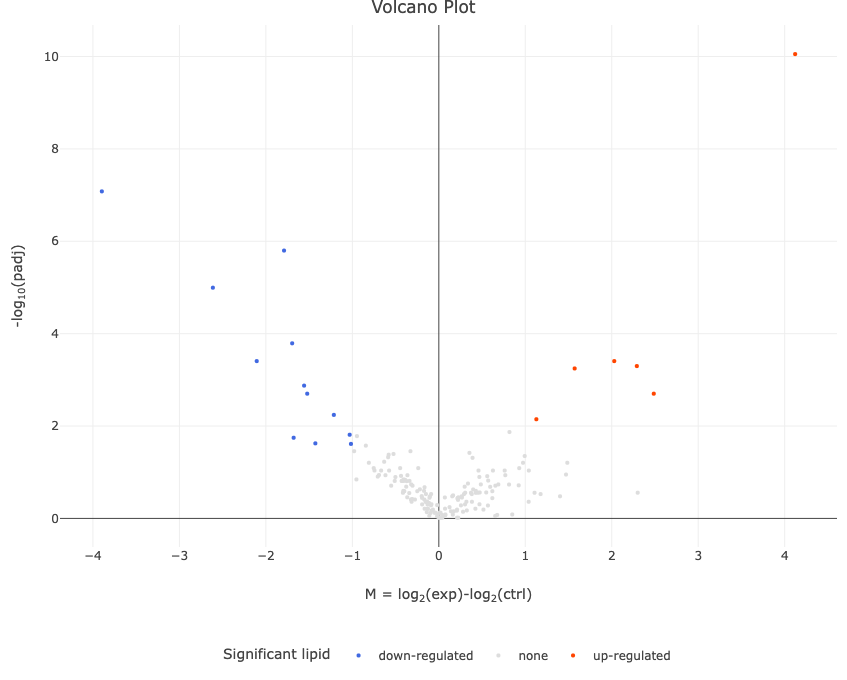 Volcano Plot
10
8
6
4
2
0
-log₁₀(padj)
−4 −3 −2 −1 0 1 2 3 4
M = log₂(exp)-log₂(ctrl)
Significant lipid down-regulated none up-regulated